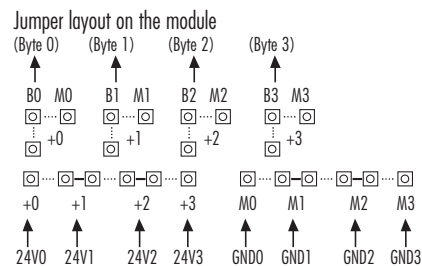 Jumper layout on the module
(Byte 0) (Byte 1) (Byte 2) (Byte 3)
B0 M0 B1 M1 B2 M2 B3 M3
+0 +1 +2 +3
+0 +1 +2 +3 M0 M1 M2 M3
24V0 24V1 24V2 24V3 GND0 GND1 GND2 GND3